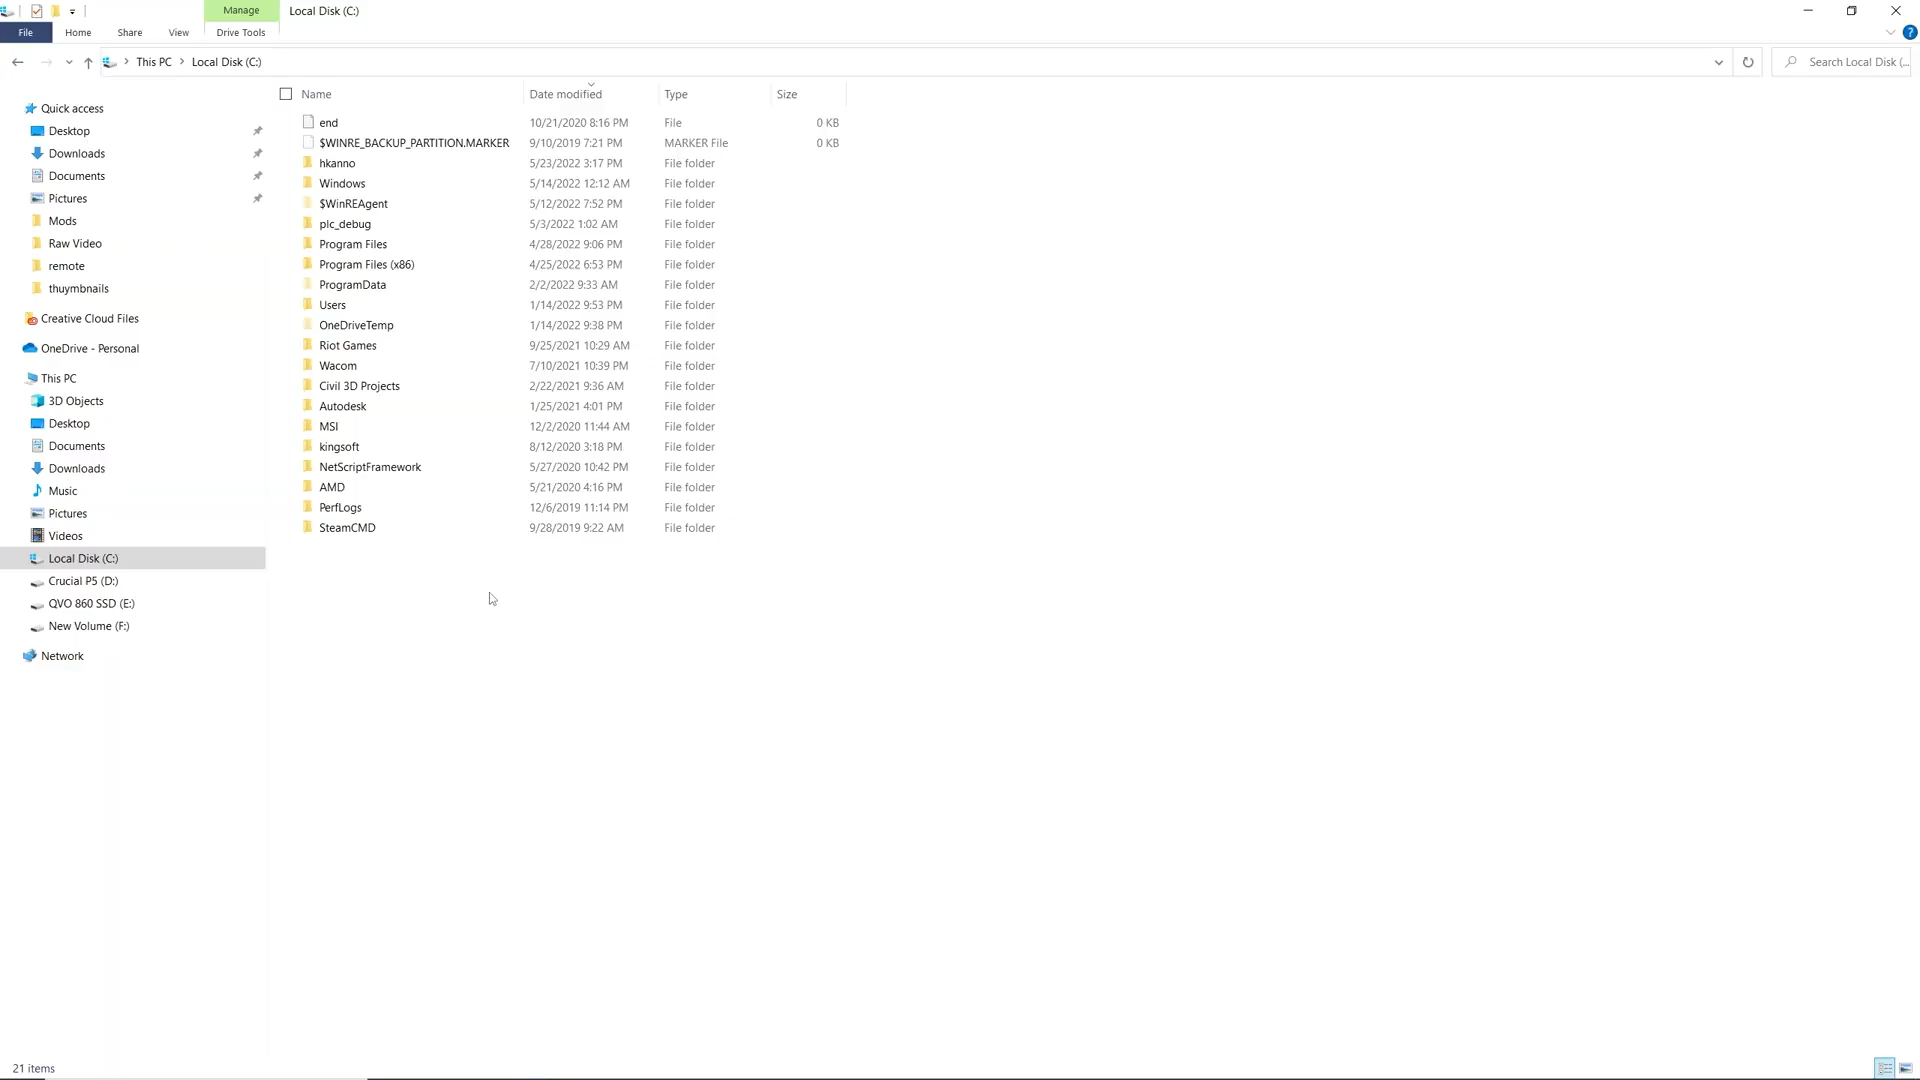 Manage Local Disk (C:)
File Home Share View Drive Tools ?
This PC Local Disk (C:) Search Local Disk (...
Quick access
Desktop
Downloads
Documents
Pictures
Mods
Raw Video
remote
thuymbnails
Creative Cloud Files
OneDrive - Personal
This PC
3D Objects
Desktop
Documents
Downloads
Music
Pictures
Videos
Local Disk (C:)
Crucial P5 (D:)
QVO 860 SSD (E:)
New Volume (F:)
Network
Name Date modified Type Size
end 10/21/2020 8:16 PM File 0 KB
$WINRE_BACKUP_PARTITION.MARKER 9/10/2019 7:21 PM MARKER File 0 KB
hkanno 5/23/2022 3:17 PM File folder
Windows 5/14/2022 12:12 AM File folder
$WinREAgent 5/12/2022 7:52 PM File folder
plc_debug 5/3/2022 1:02 AM File folder
Program Files 4/28/2022 9:06 PM File folder
Program Files (x86) 4/25/2022 6:53 PM File folder
ProgramData 2/2/2022 9:33 AM File folder
Users 1/14/2022 9:53 PM File folder
OneDriveTemp 1/14/2022 9:38 PM File folder
Riot Games 9/25/2021 10:29 AM File folder
Wacom 7/10/2021 10:39 PM File folder
Civil 3D Projects 2/22/2021 9:36 AM File folder
Autodesk 1/25/2021 4:01 PM File folder
MSI 12/2/2020 11:44 AM File folder
kingsoft 8/12/2020 3:18 PM File folder
NetScriptFramework 5/27/2020 10:42 PM File folder
AMD 5/21/2020 4:16 PM File folder
PerfLogs 12/6/2019 11:14 PM File folder
SteamCMD 9/28/2019 9:22 AM File folder
21 items